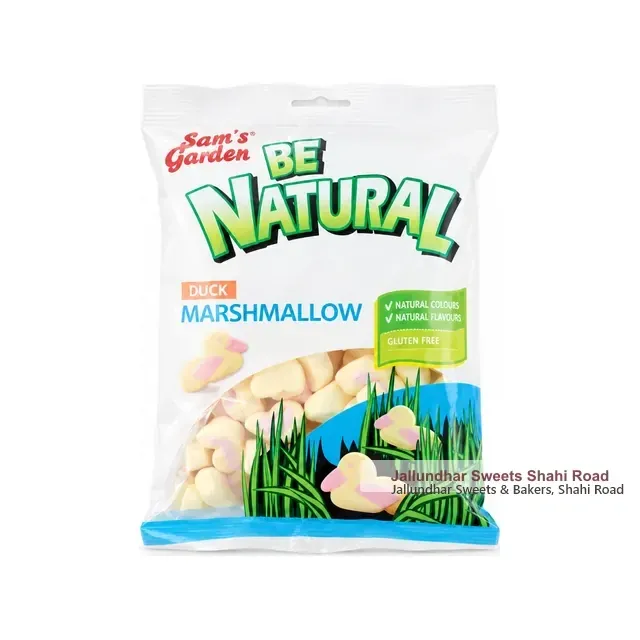 Sam's®
Garden
BE
NATURAL
DUCK
MARSHMALLOW
✓ NATURAL COLOURS
✓ NATURAL FLAVOURS
GLUTEN FREE
Jallundhar Sweets Shahi Road
Jallundhar Sweets & Bakers, Shahi Road